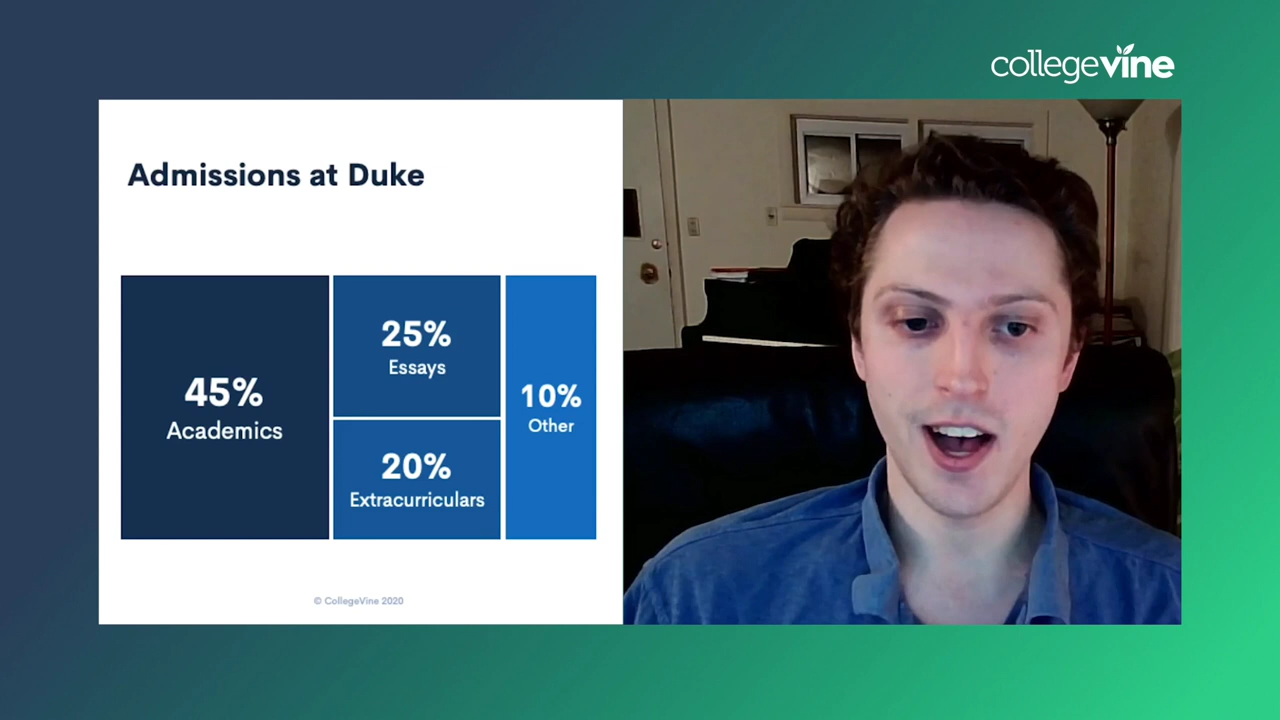 collegevine
Admissions at Duke
45%
Academics
25%
Essays
20%
Extracurriculars
10%
Other
© CollegeVine 2020